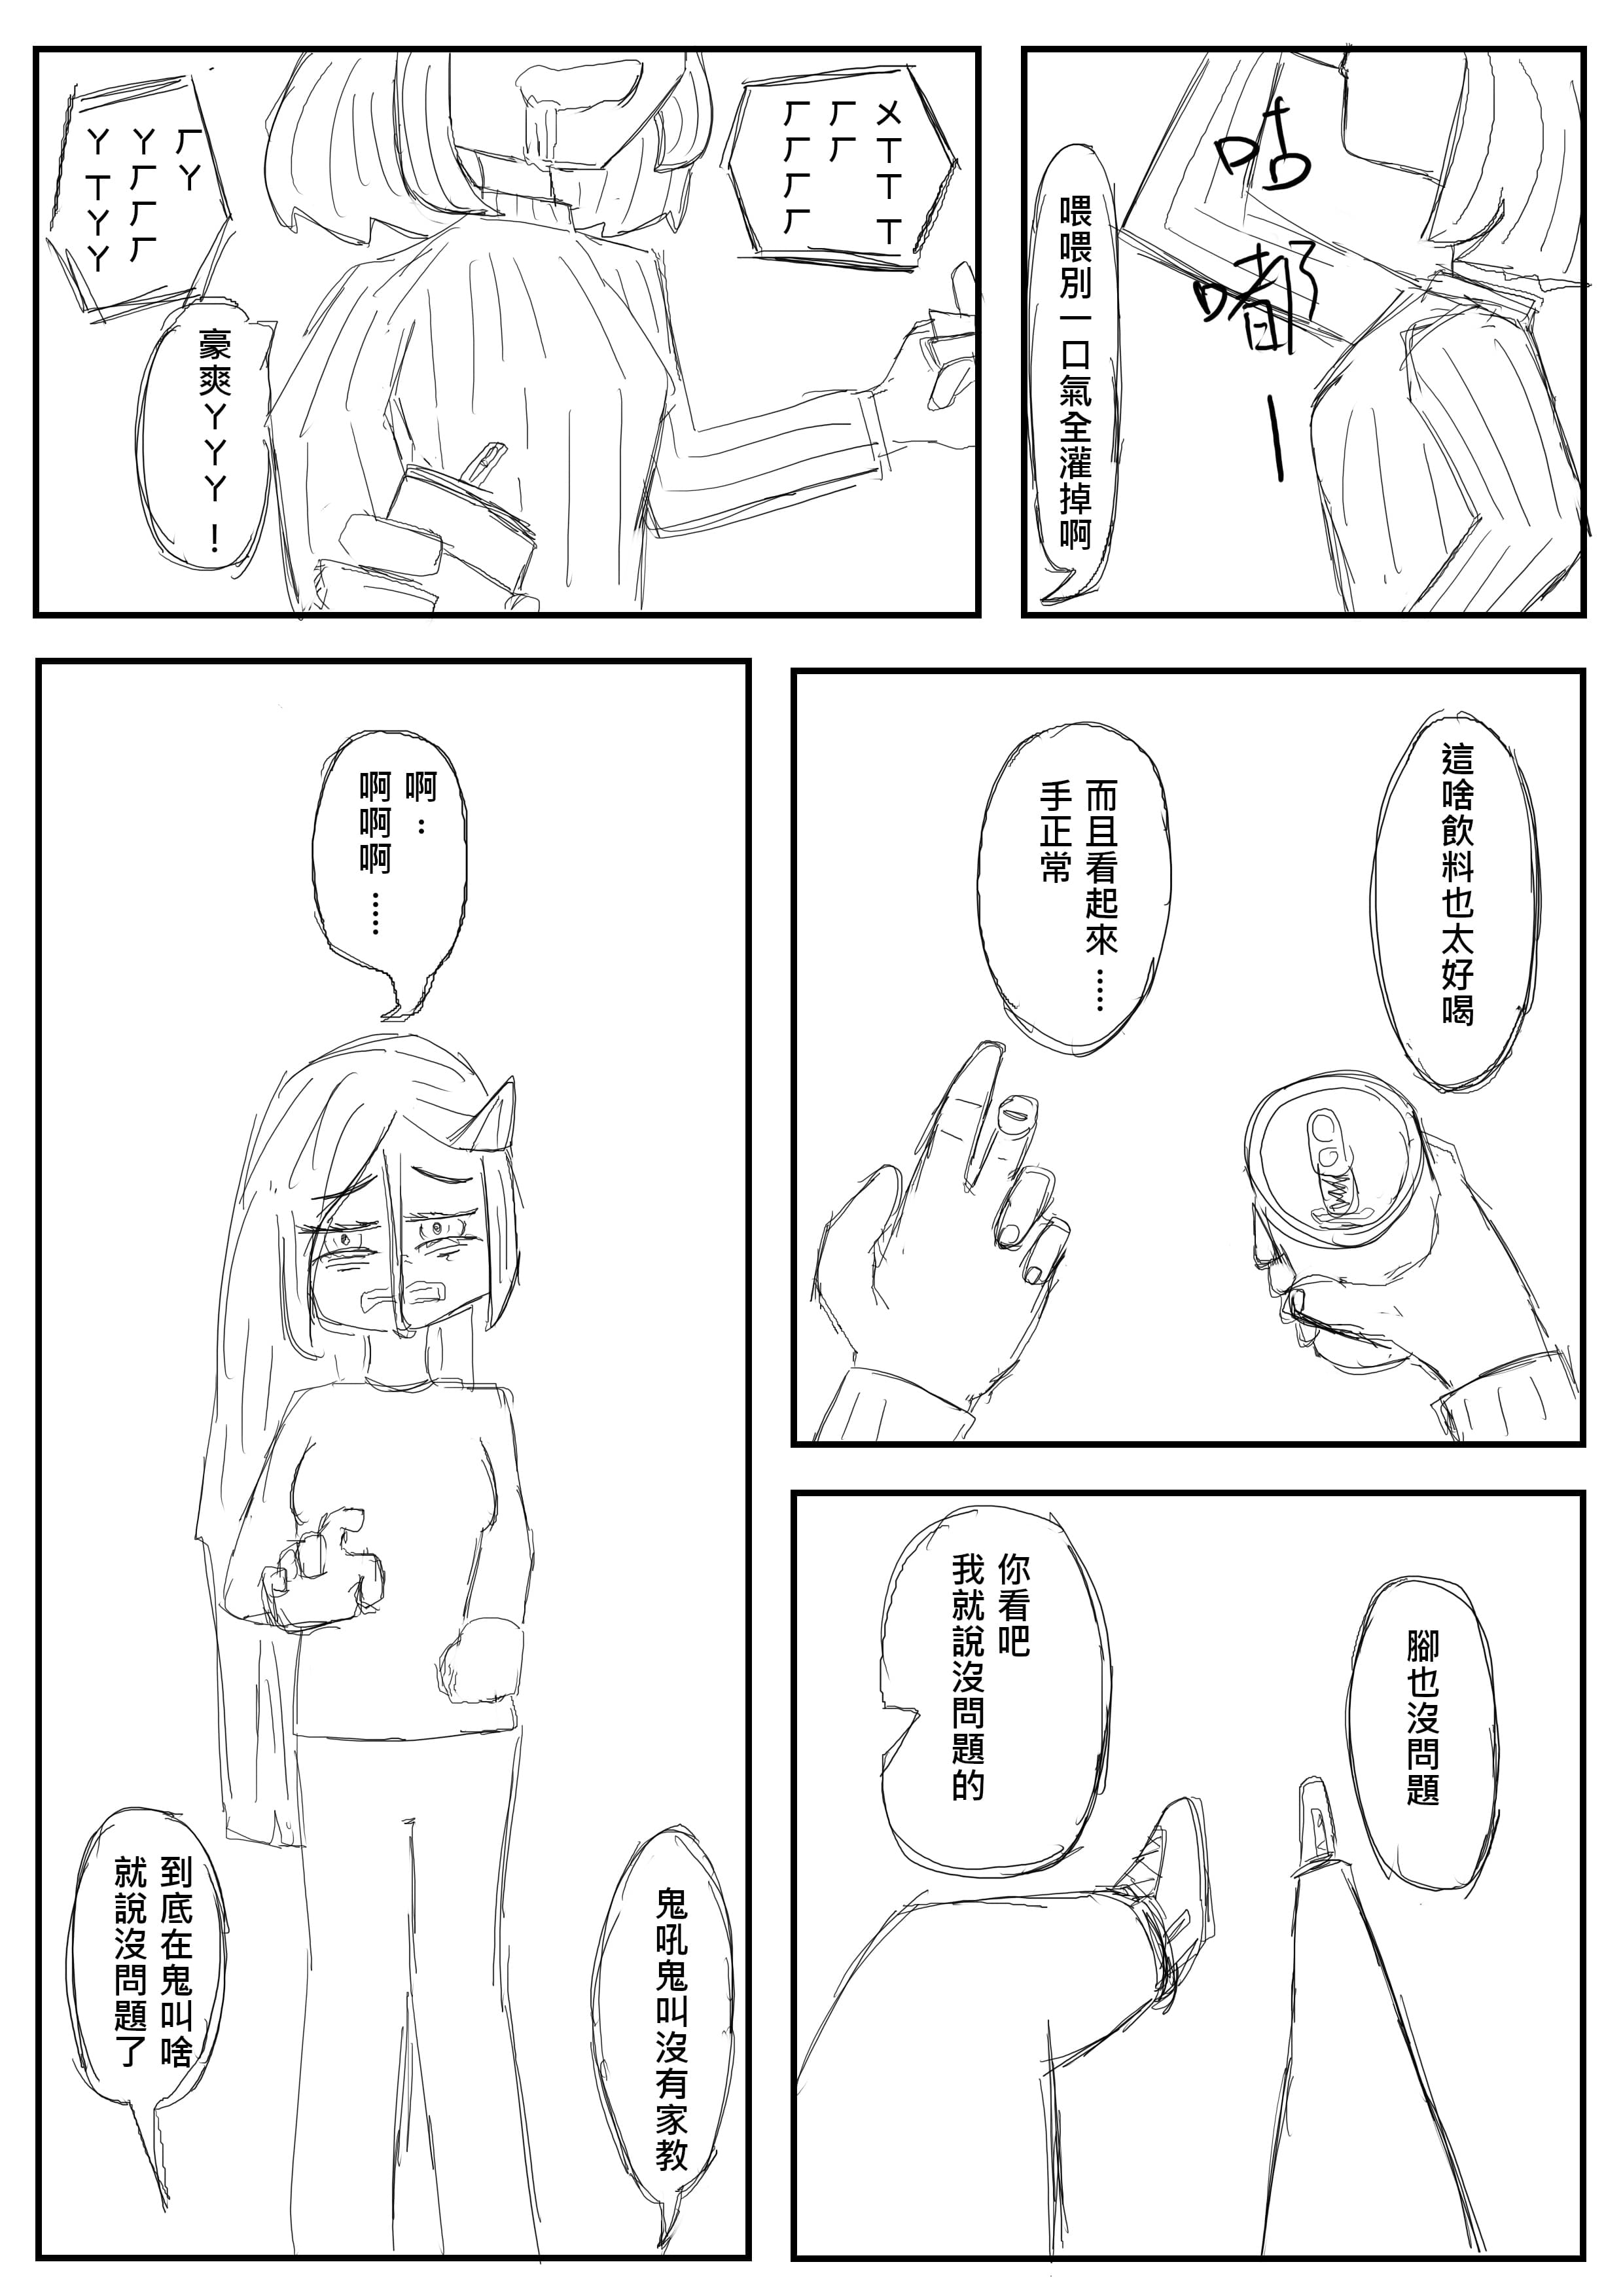 咕嘟ー
喂喂別一口氣全灌掉啊
ㄨㄒㄒㄒ
ㄏㄏ
ㄏㄏㄏㄏ
ㄏㄚ
ㄚㄏㄏㄏ
ㄚㄒㄚㄚ
豪爽ㄚㄚㄚ！
這啥飲料也太好喝
而且看起來……
手正常
腳也沒問題
你看吧
我就說沒問題的
啊…
啊啊啊……
鬼吼鬼叫沒有家教
到底在鬼叫啥
就說沒問題了